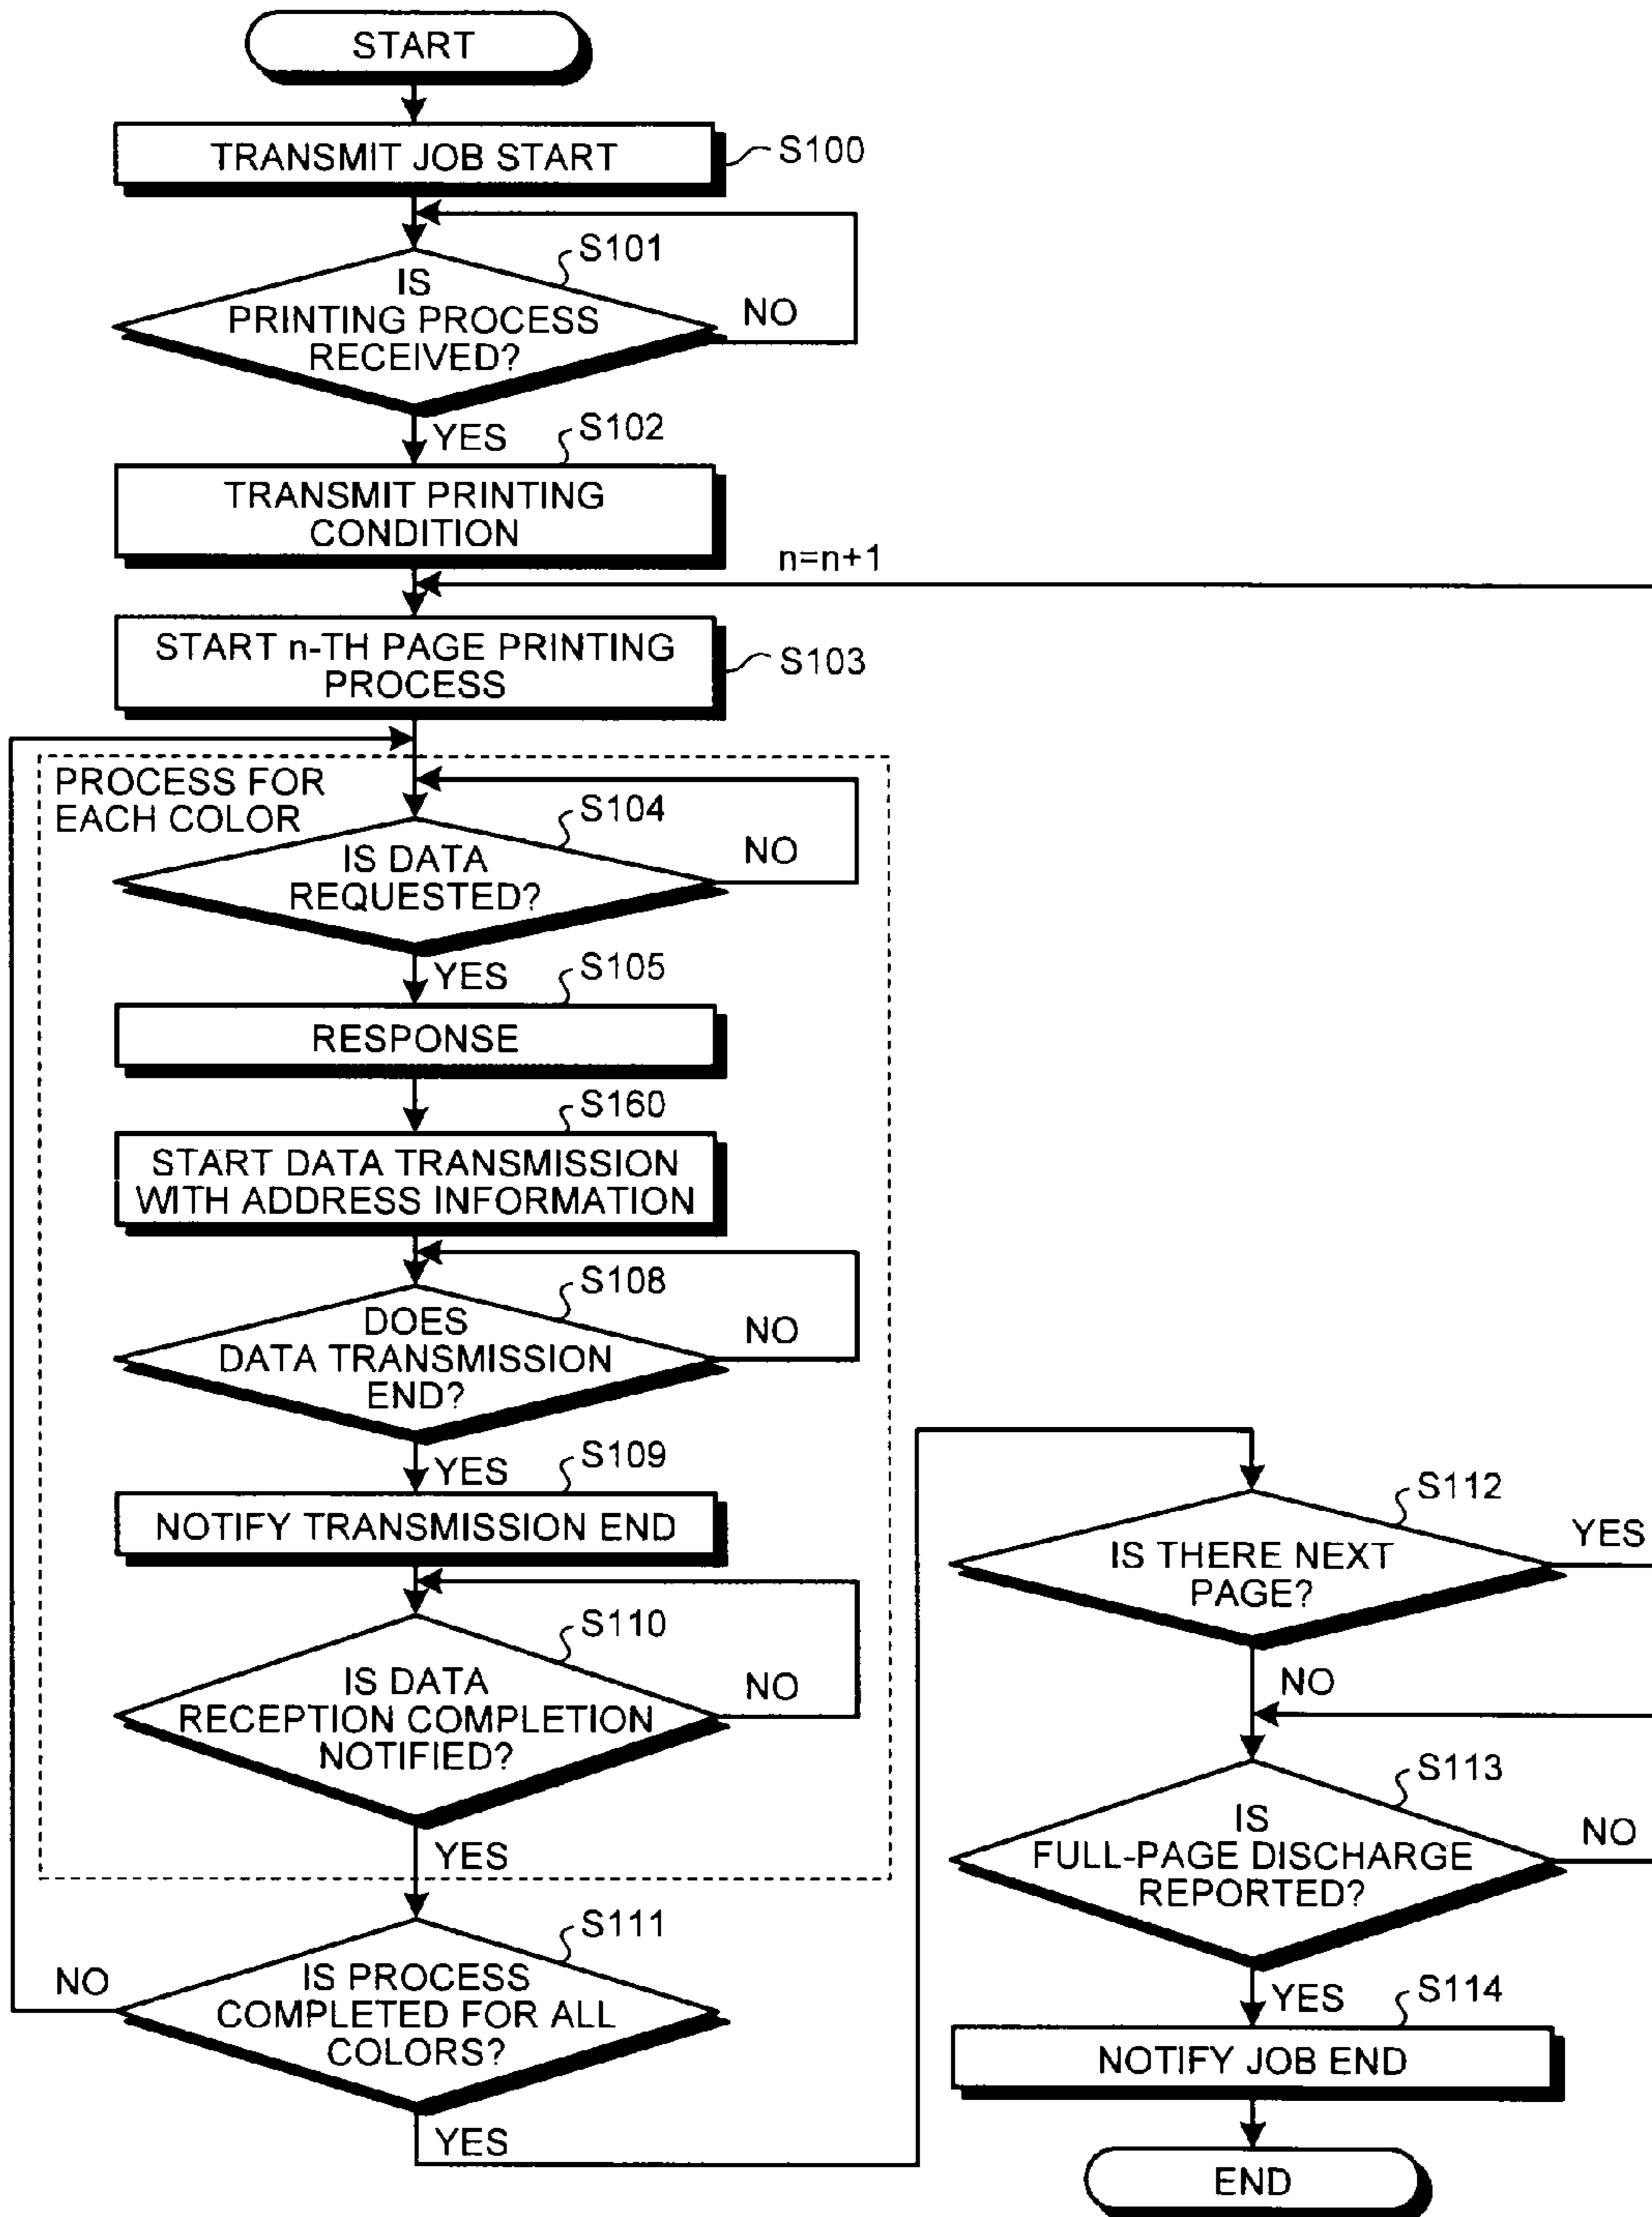 START
TRANSMIT JOB START
S100
S101
IS
PRINTING PROCESS
RECEIVED?
NO
YES
S102
TRANSMIT PRINTING
CONDITION
n=n+1
START n-TH PAGE PRINTING
PROCESS
S103
PROCESS FOR
EACH COLOR
S104
IS DATA
REQUESTED?
NO
YES
S105
RESPONSE
S160
START DATA TRANSMISSION
WITH ADDRESS INFORMATION
S108
DOES
DATA TRANSMISSION
END?
NO
YES
S109
NOTIFY TRANSMISSION END
S110
IS DATA
RECEPTION COMPLETION
NOTIFIED?
NO
YES
S111
IS PROCESS
COMPLETED FOR ALL
COLORS?
NO
YES
S112
IS THERE NEXT
PAGE?
YES
NO
S113
IS
FULL-PAGE DISCHARGE
REPORTED?
NO
YES
S114
NOTIFY JOB END
END